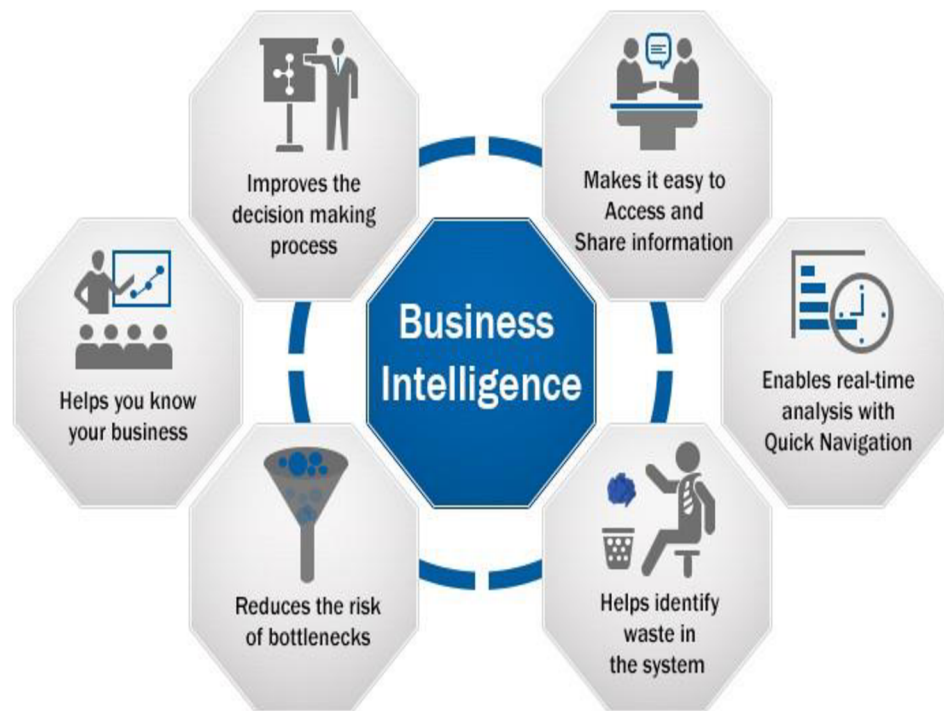 Improves the
decision making
process
Makes it easy to
Access and
Share information
Helps you know
your business
Business
Intelligence
Enables real-time
analysis with
Quick Navigation
Reduces the risk
of bottlenecks
Helps identify
waste in
the system